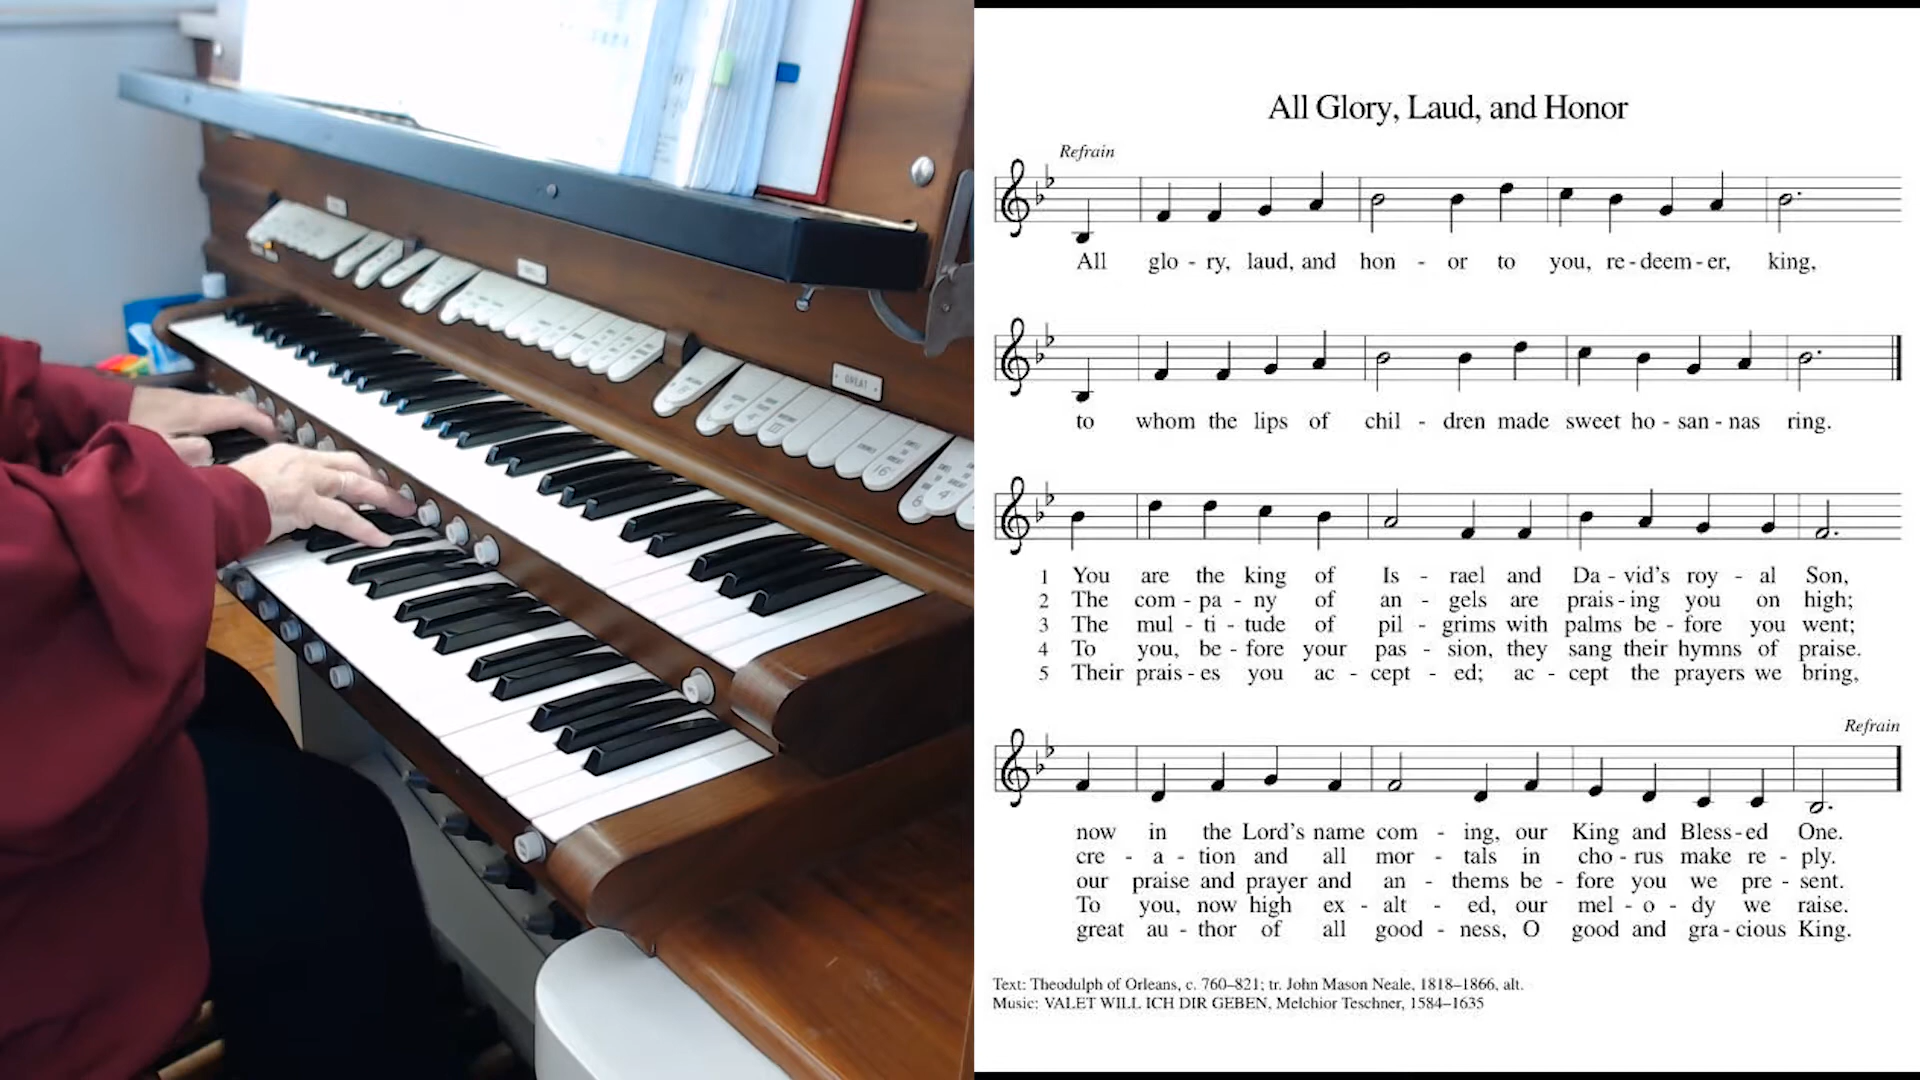 GREAT
16'
8'
4'
All Glory, Laud, and Honor
Refrain
All glo - ry, laud, and hon - or to you, re - deem - er, king,
to whom the lips of chil - dren made sweet ho - san - nas ring.
1 You are the king of Is - rael and Da - vid's roy - al Son,
2 The com - pa - ny of an - gels are prais - ing you on high;
3 The mul - ti - tude of pil - grims with palms be - fore you went;
4 To you, be - fore your pas - sion, they sang their hymns of praise.
5 Their prais - es you ac - cept - ed; ac - cept the prayers we bring,
Refrain
now in the Lord's name com - ing, our King and Bless - ed One.
cre - a - tion and all mor - tals in cho - rus make re - ply.
our praise and prayer and an - thems be - fore you we pre - sent.
To you, now high ex - alt - ed, our mel - o - dy we raise.
great au - thor of all good - ness, O good and gra - cious King.
Text: Theodulph of Orleans, c. 760–821; tr. John Mason Neale, 1818–1866, alt.
Music: VALET WILL ICH DIR GEBEN, Melchior Teschner, 1584–1635